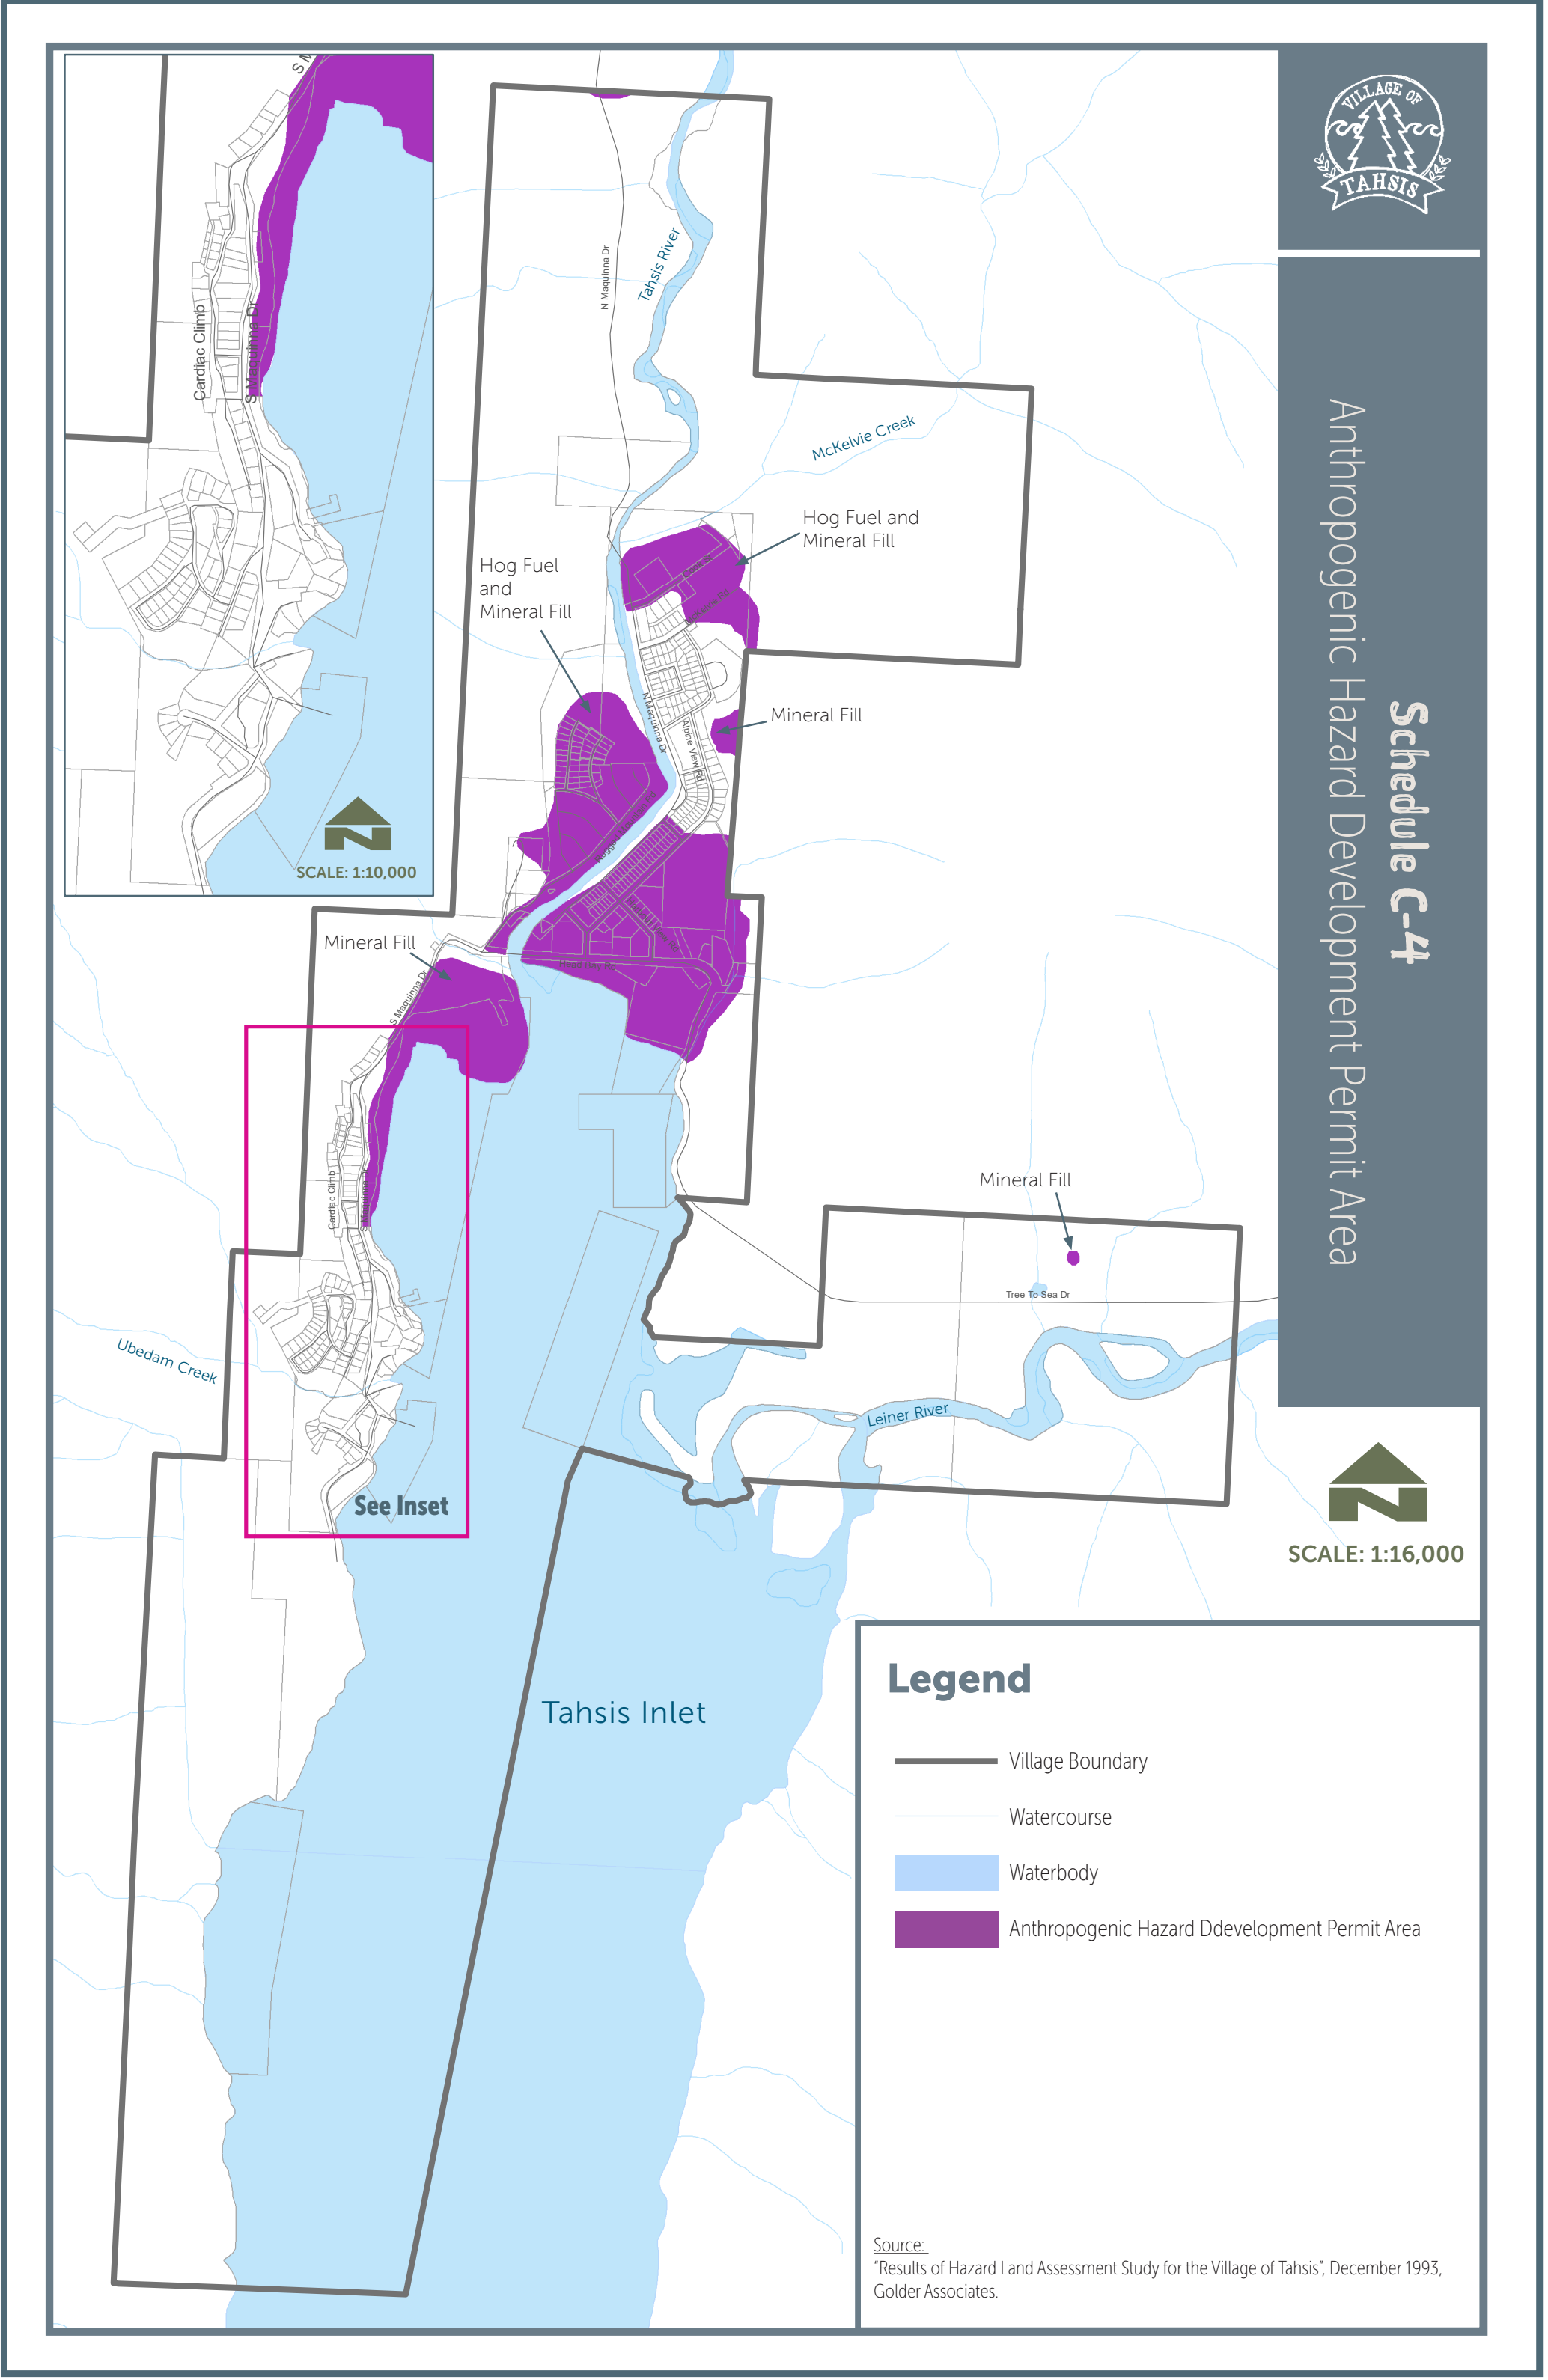 VILLAGE OF
TAHSIS
Schedule C-4
Anthropogenic Hazard Development Permit Area
S M
Cardiac Climb
S Maquinna Dr
SCALE: 1:10,000
N Maquinna Dr
Tahsis River
McKelvie Creek
Hog Fuel and
Mineral Fill
Hog Fuel
and
Mineral Fill
Mineral Fill
N Maquinna Dr
Alpine View Rd
Mineral Fill
S Maquinna Dr
Cardiac Climb
S Maquinna Dr
Mineral Fill
Tree To Sea Dr
Ubedam Creek
Leiner River
See Inset
SCALE: 1:16,000
Tahsis Inlet
Legend
Village Boundary
Watercourse
Waterbody
Anthropogenic Hazard Ddevelopment Permit Area
Source:
“Results of Hazard Land Assessment Study for the Village of Tahsis”, December 1993,
Golder Associates.